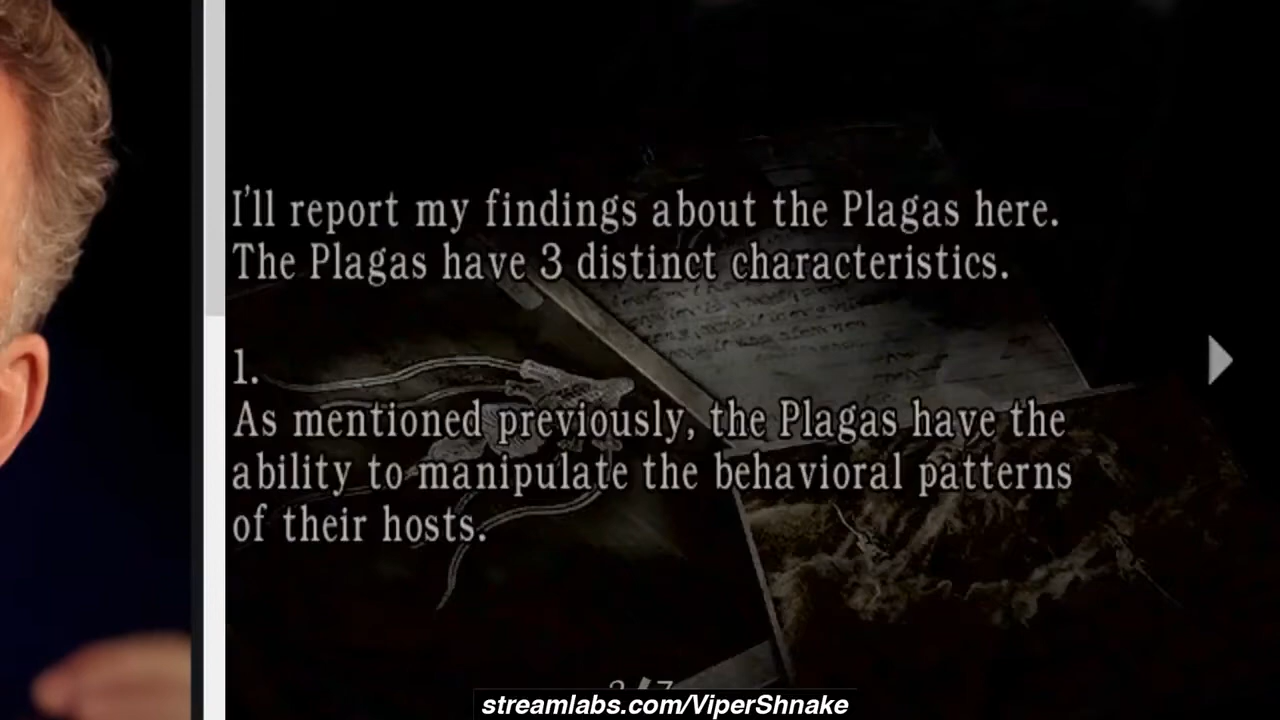 I'll report my findings about the Plagas here.
The Plagas have 3 distinct characteristics.
1.
As mentioned previously, the Plagas have the
ability to manipulate the behavioral patterns
of their hosts.
streamlabs.com/ViperShnake